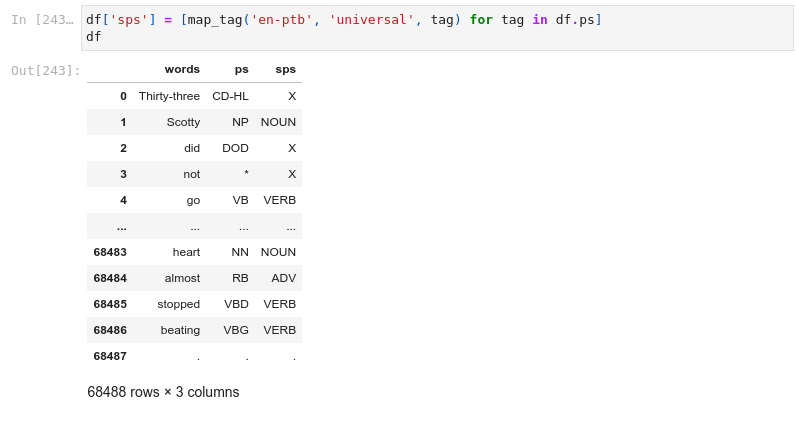 In [243… df['sps'] = [map_tag('en-ptb', 'universal', tag) for tag in df.ps]
df
Out[243]:
words ps sps
0 Thirty-three CD-HL X
1 Scotty NP NOUN
2 did DOD X
3 not * X
4 go VB VERB
... ... ... ...
68483 heart NN NOUN
68484 almost RB ADV
68485 stopped VBD VERB
68486 beating VBG VERB
68487 . . .
68488 rows × 3 columns